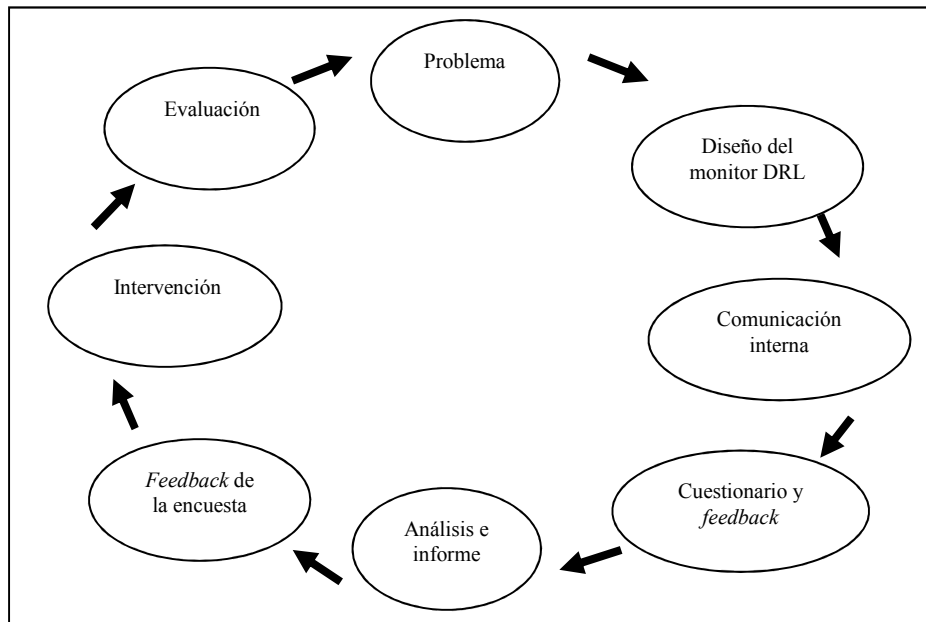 Problema
Diseño del
monitor DRL
Comunicación
interna
Cuestionario y
feedback
Análisis e
informe
Feedback de
la encuesta
Intervención
Evaluación